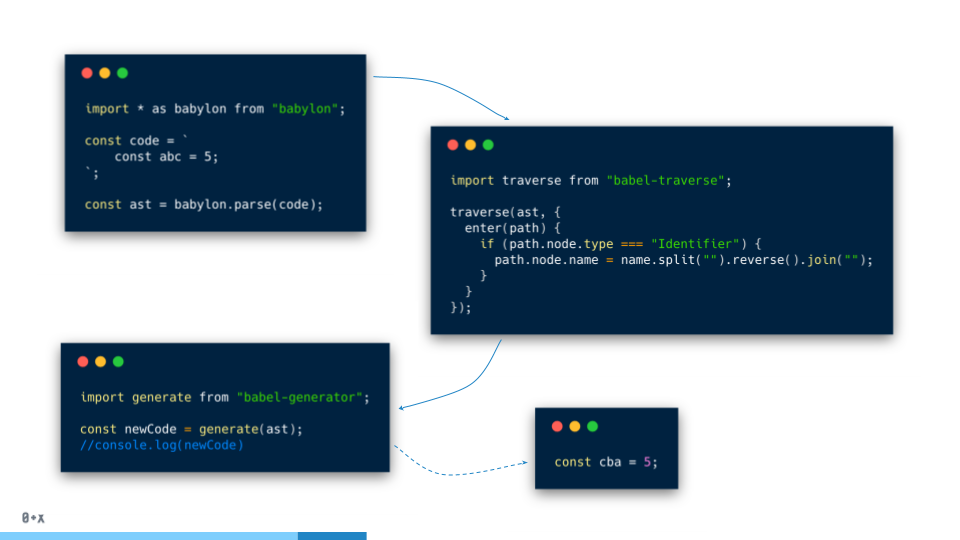 import * as babylon from "babylon";
const code = `
    const abc = 5;
`;
const ast = babylon.parse(code);
import traverse from "babel-traverse";
traverse(ast, {
  enter(path) {
    if (path.node.type === "Identifier") {
      path.node.name = name.split("").reverse().join("");
    }
  }
});
import generate from "babel-generator";
const newCode = generate(ast);
//console.log(newCode)
const cba = 5;
0+x